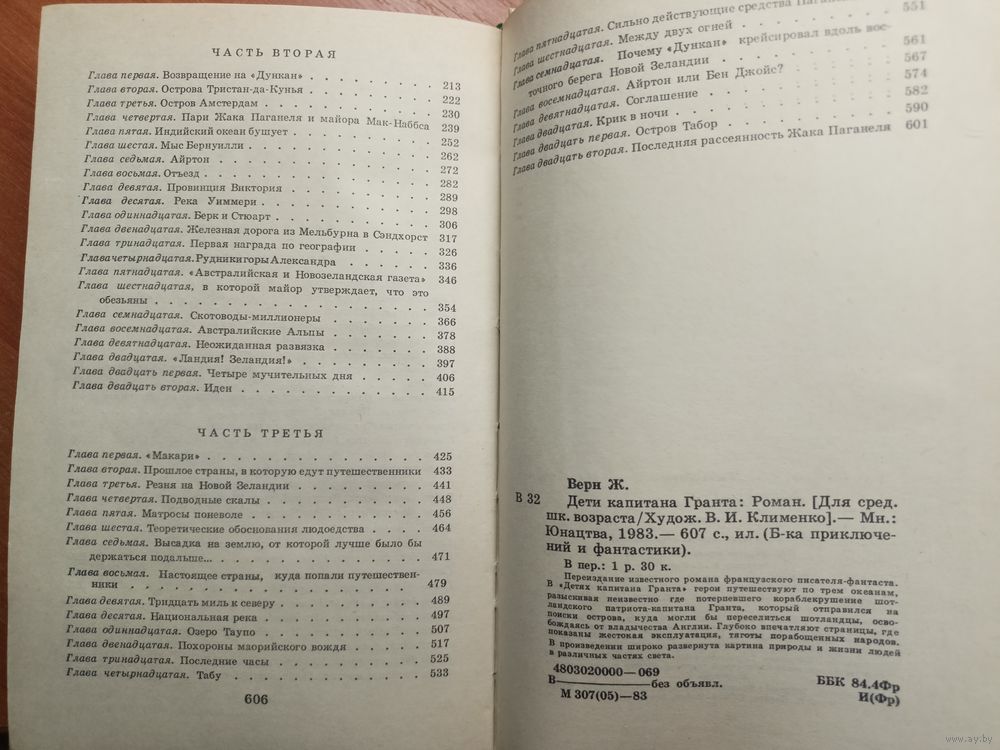 ЧАСТЬ ВТОРАЯ
Глава первая. Возвращение на «Дункан» . . . . . . . . 213
Глава вторая. Острова Тристан-да-Кунья . . . . . . . . 222
Глава третья. Остров Амстердам . . . . . . . . . . 230
Глава четвертая. Пари Жака Паганеля и майора Мак-Наббса 239
Глава пятая. Индийский океан бушует . . . . . . . . 252
Глава шестая. Мыс Бернуилли . . . . . . . . . . 262
Глава седьмая. Айртон . . . . . . . . . . . . 272
Глава восьмая. Отъезд . . . . . . . . . . . . 282
Глава девятая. Провинция Виктория . . . . . . . . 289
Глава десятая. Река Уиммери . . . . . . . . . . 298
Глава одиннадцатая. Берк и Стюарт . . . . . . . . 306
Глава двенадцатая. Железная дорога из Мельбурна в Сэндхорст 317
Глава тринадцатая. Первая награда по географии . . . . 326
Глава четырнадцатая. Рудники горы Александра . . . . . 336
Глава пятнадцатая. «Австралийская и Новозеландская газета» 346
Глава шестнадцатая, в которой майор утверждает, что это
обезьяны . . . . . . . . . . . . . . . 354
Глава семнадцатая. Скотоводы-миллионеры . . . . . . 366
Глава восемнадцатая. Австралийские Альпы . . . . . . 378
Глава девятнадцатая. Неожиданная развязка . . . . . . 388
Глава двадцатая. «Ландия! Зеландия!» . . . . . . . . 397
Глава двадцать первая. Четыре мучительных дня . . . . . 406
Глава двадцать вторая. Иден . . . . . . . . . . 415
ЧАСТЬ ТРЕТЬЯ
Глава первая. «Макари» . . . . . . . . . . . . 425
Глава вторая. Прошлое страны, в которую едут путешественники 433
Глава третья. Резня на Новой Зеландии . . . . . . . 441
Глава четвертая. Подводные скалы . . . . . . . . . 448
Глава пятая. Матросы поневоле . . . . . . . . . . 456
Глава шестая. Теоретические обоснования людоедства . . . . 464
Глава седьмая. Высадка на землю, от которой лучше было бы
держаться подальше... . . . . . . . . . . . 471
Глава восьмая. Настоящее страны, куда попали путешествен-
ники . . . . . . . . . . . . . . . . 479
Глава девятая. Тридцать миль к северу . . . . . . . 489
Глава десятая. Национальная река . . . . . . . . . 497
Глава одиннадцатая. Озеро Таупо . . . . . . . . . 507
Глава двенадцатая. Похороны маорийского вождя . . . . . 517
Глава тринадцатая. Последние часы . . . . . . . . 525
Глава четырнадцатая. Табу . . . . . . . . . . . 533
606
Глава пятнадцатая. Сильно действующие средства Паганеля
Глава шестнадцатая. Между двух огней . . . . . . . 551
Глава семнадцатая. Почему «Дункан» крейсировал вдоль вос-
точного берега Новой Зеландии . . . . . . . . 561
Глава восемнадцатая. Айртон или Бен Джойс? . . . . . 567
Глава девятнадцатая. Соглашение . . . . . . . . . 574
Глава двадцатая. Крик в ночи . . . . . . . . . . 582
Глава двадцать первая. Остров Табор . . . . . . . . 590
Глава двадцать вторая. Последняя рассеянность Жака Паганеля 601
Верн Ж.
В 32 Дети капитана Гранта: Роман. [Для сред.
шк. возраста/Худож. В. И. Клименко].— Мн.:
Юнацтва, 1983.— 607 с., ил. (Б-ка приключе-
ний и фантастики).
В пер.: 1 р. 30 к.
Переиздание известного романа французского писателя-фантаста.
В «Детях капитана Гранта» герои путешествуют по трем океанам,
разыскивая неизвестно где потерпевшего кораблекрушение шот-
ландского патриота-капитана Гранта, который отправился на
поиски острова, куда могли бы переселиться шотландцы, осво-
бождаясь от владычества Англии. Глубоко впечатляют страницы, где
показаны жестокая эксплуатация, тяготы порабощенных народов.
В произведении широко развернута картина природы и жизни людей
в различных частях света.
4803020000—069
В————без объявл.
М 307(05)—83
ББК 84.4Фр
И(Фр)
www.ay.by